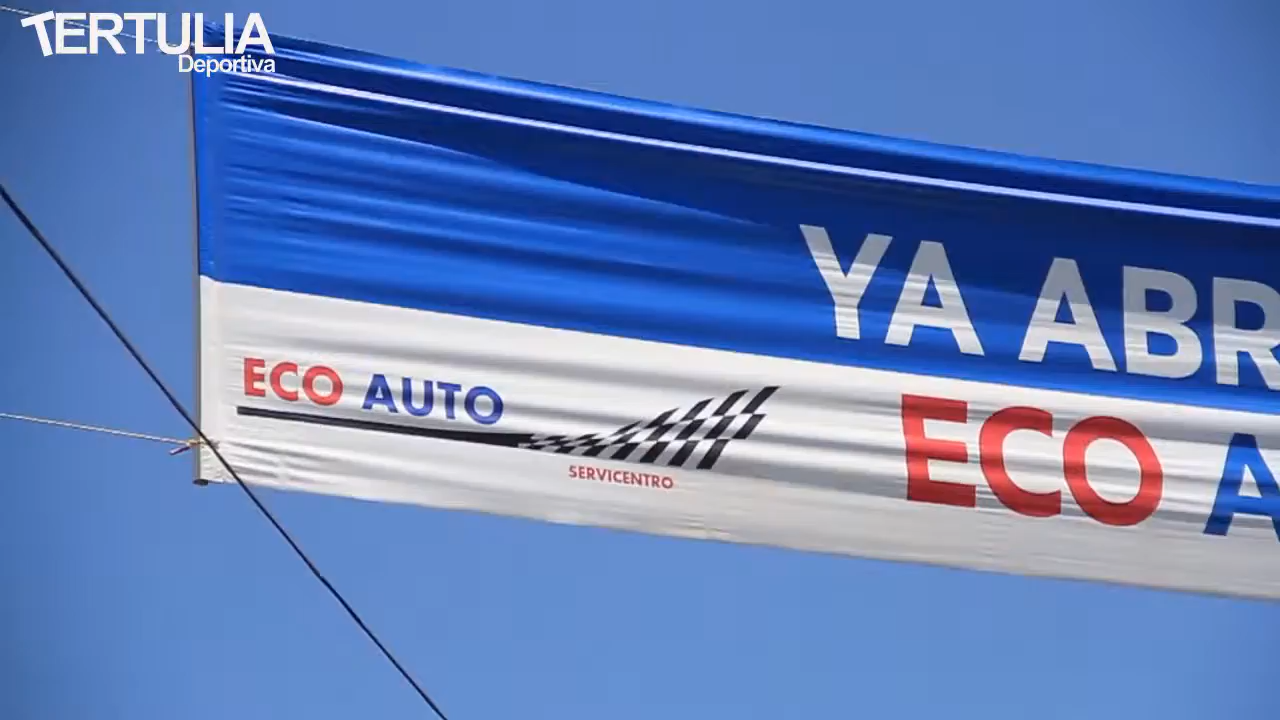 TERTULIA
Deportiva
YA ABR
ECO A
ECO AUTO
SERVICENTRO